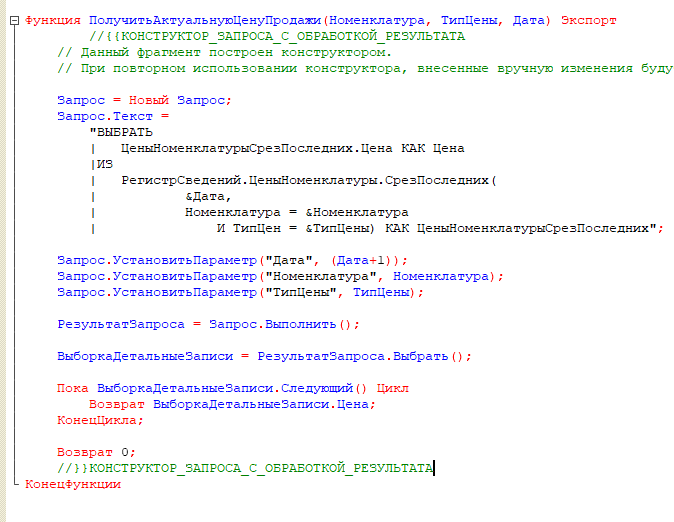 Функция ПолучитьАктуальнуюЦенуПродажи(Номенклатура, ТипЦены, Дата) Экспорт
//{{КОНСТРУКТОР_ЗАПРОСА_С_ОБРАБОТКОЙ_РЕЗУЛЬТАТА
// Данный фрагмент построен конструктором.
// При повторном использовании конструктора, внесенные вручную изменения буду
Запрос = Новый Запрос;
Запрос.Текст =
"ВЫБРАТЬ
| ЦеныНоменклатурыСрезПоследних.Цена КАК Цена
|ИЗ
| РегистрСведений.ЦеныНоменклатуры.СрезПоследних(
| &Дата,
| Номенклатура = &Номенклатура
| И ТипЦен = &ТипЦены) КАК ЦеныНоменклатурыСрезПоследних";
Запрос.УстановитьПараметр("Дата", (Дата+1));
Запрос.УстановитьПараметр("Номенклатура", Номенклатура);
Запрос.УстановитьПараметр("ТипЦены", ТипЦены);
РезультатЗапроса = Запрос.Выполнить();
ВыборкаДетальныеЗаписи = РезультатЗапроса.Выбрать();
Пока ВыборкаДетальныеЗаписи.Следующий() Цикл
Возврат ВыборкаДетальныеЗаписи.Цена;
КонецЦикла;
Возврат 0;
//}}КОНСТРУКТОР_ЗАПРОСА_С_ОБРАБОТКОЙ_РЕЗУЛЬТАТА
КонецФункции